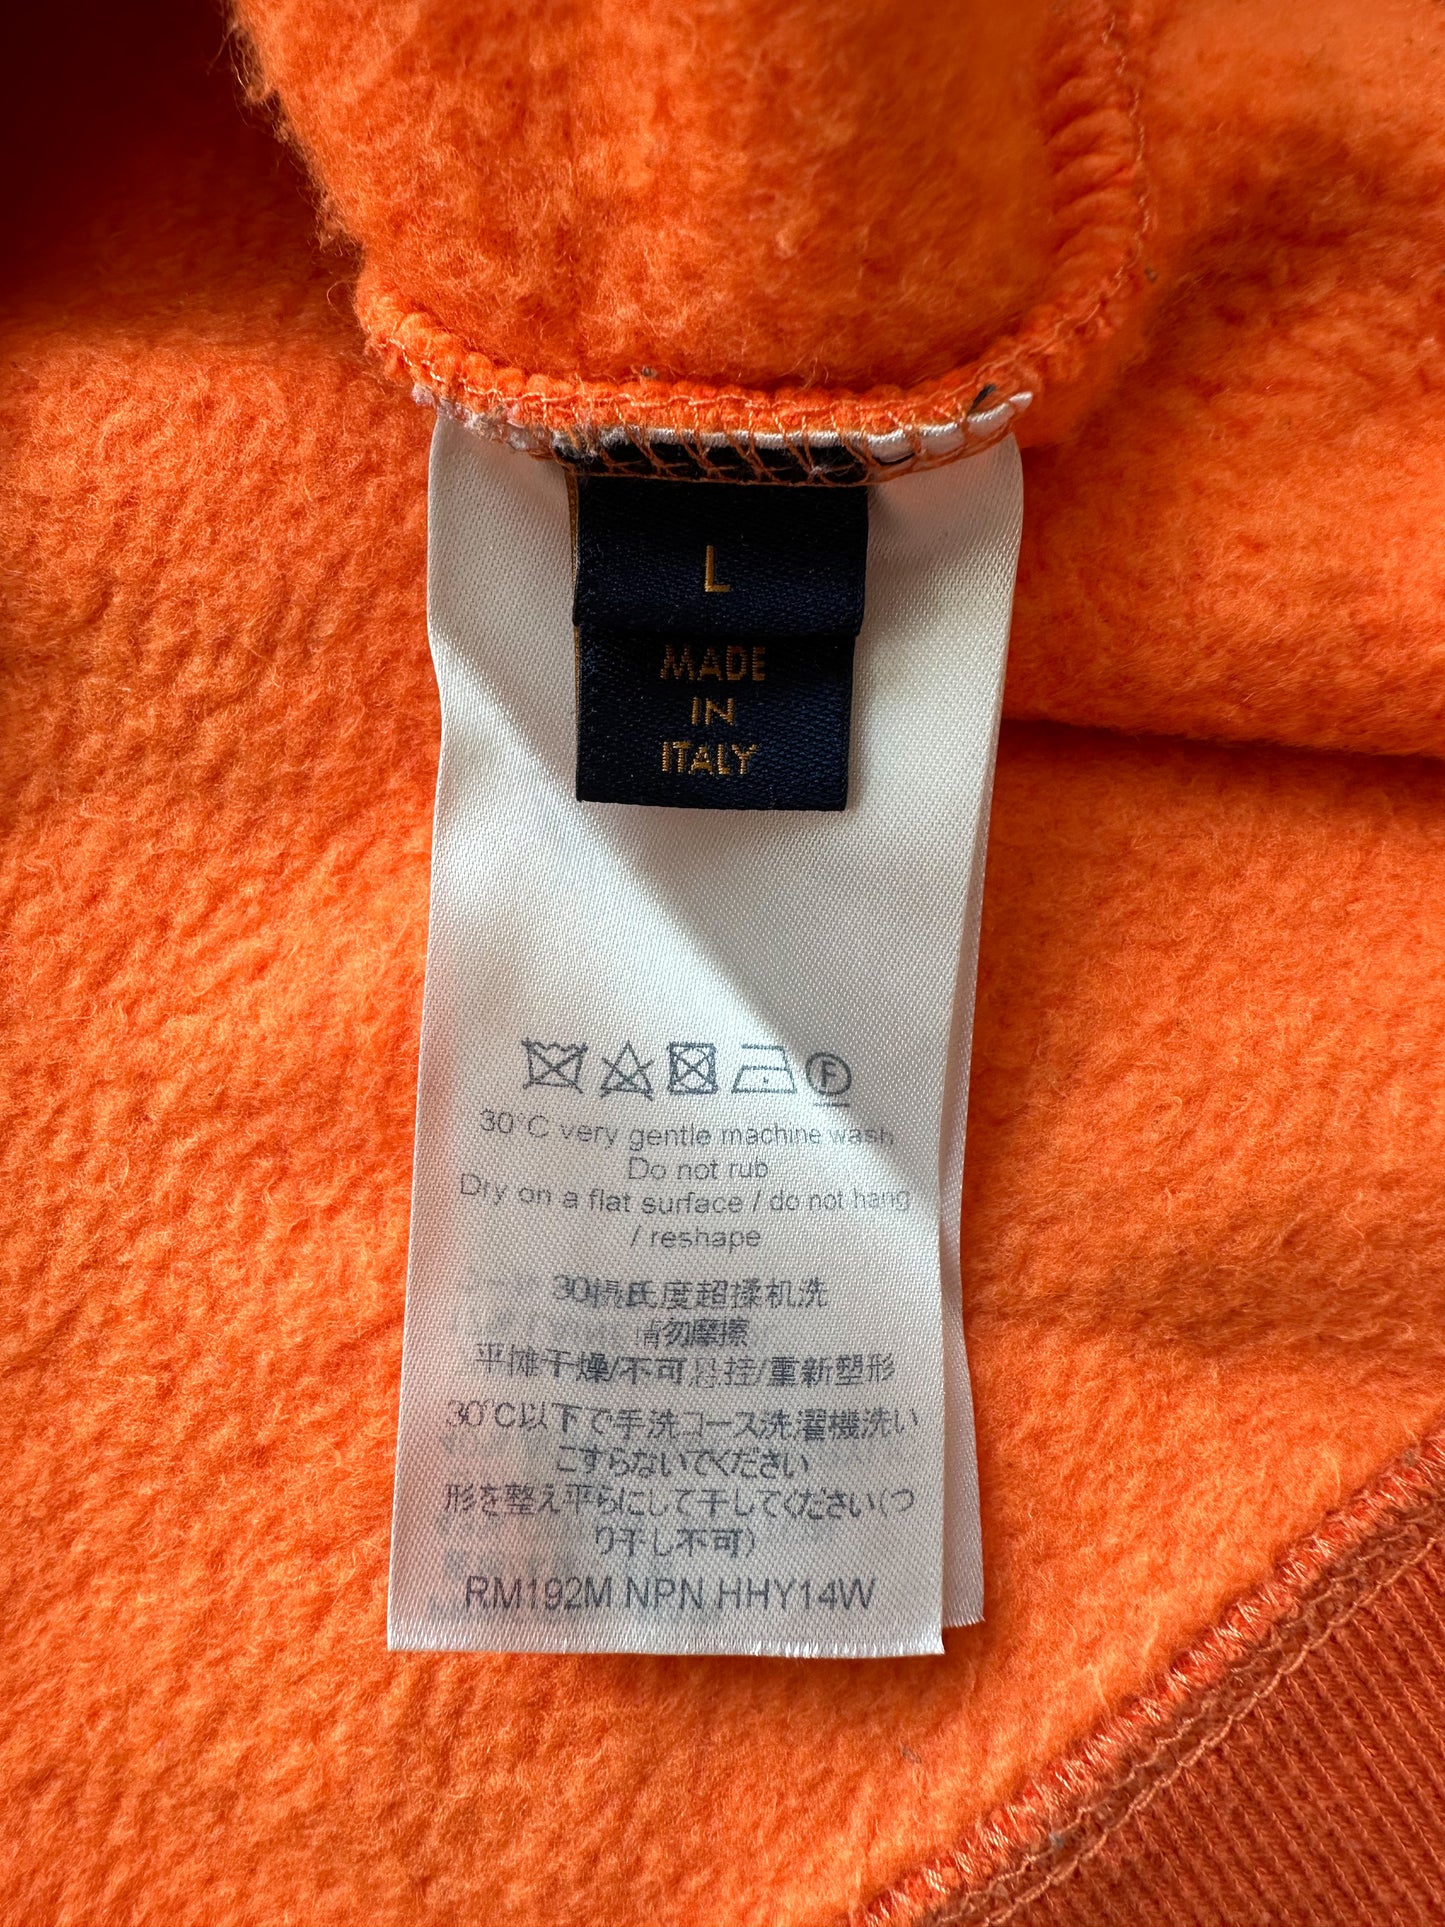 L
MADE
IN
ITALY
F
30°C very gentle machine wash
Do not rub
Dry on a flat surface / do not hang
/ reshape
30摄氏度超揉机洗
请勿摩擦
平摊干燥/不可悬挂/重新塑形
30°C以下で手洗コース洗濯機洗い
こすらないでください
形を整え平らにして干してください(つ
り干し不可)
RM192M NPN HHY14W